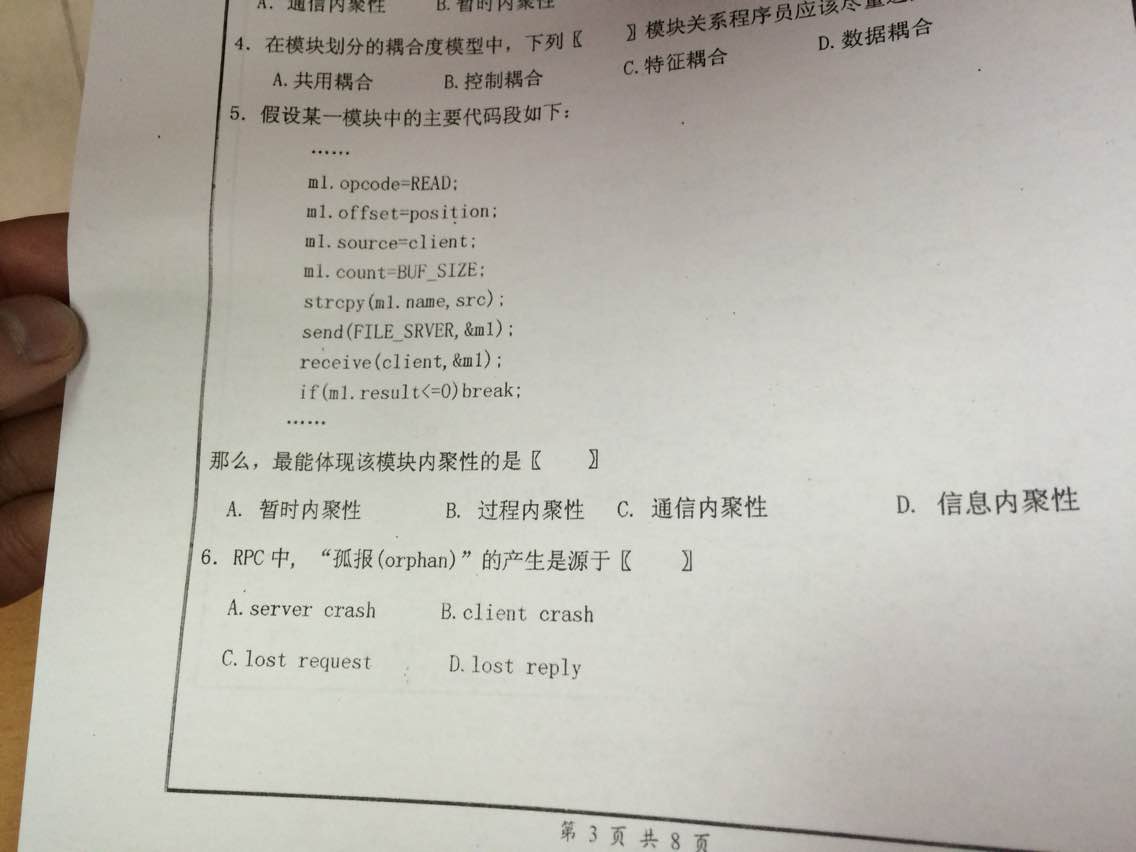 A. 通信内聚性 B. 暂时内聚性
4. 在模块划分的耦合度模型中，下列〖 〗模块关系程序员应该尽量
A. 共用耦合 B. 控制耦合 C. 特征耦合 D. 数据耦合
5. 假设某一模块中的主要代码段如下：
……
m1.opcode=READ;
m1.offset=position;
m1.source=client;
m1.count=BUF_SIZE;
strcpy(m1.name,src);
send(FILE_SRVER,&m1);
receive(client,&m1);
if(m1.result<=0)break;
……
那么，最能体现该模块内聚性的是〖 〗
A. 暂时内聚性 B. 过程内聚性 C. 通信内聚性 D. 信息内聚性
6. RPC 中，“孤报(orphan)”的产生是源于〖 〗
A. server crash B. client crash
C. lost request D. lost reply
第 3 页 共 8 页